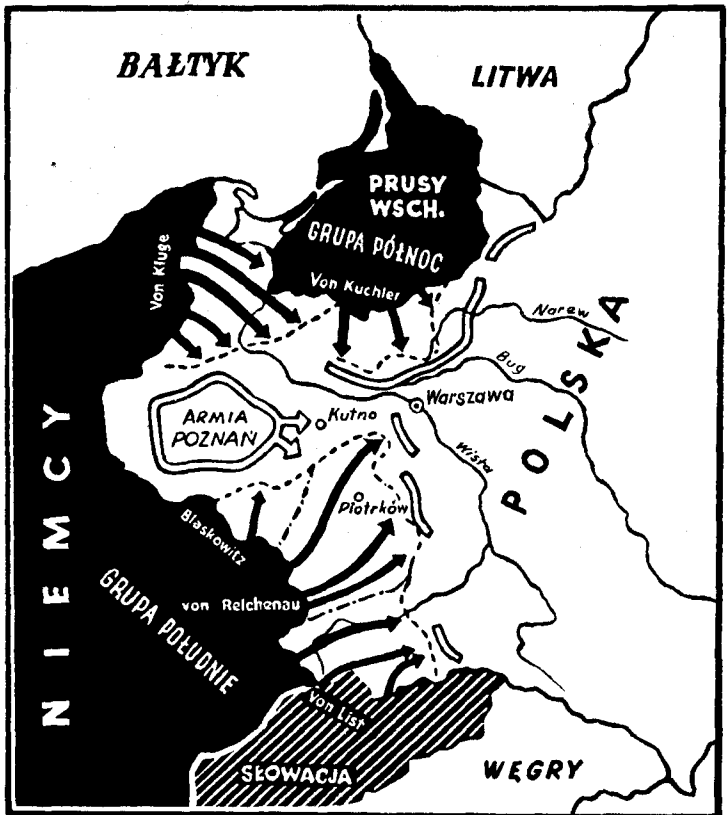 BAŁTYK
LITWA
PRUSY
WSCH.
GRUPA PÓŁNOC
Von Kluge
Von Kuchler
Narew
Bug
POLSKA
Warszawa
ARMIA
POZNAŃ
Kutno
Wisła
Piotrków
NIEMCY
Blaskowitz
von Reichenau
GRUPA POŁUDNIE
von List
SŁOWACJA
WĘGRY